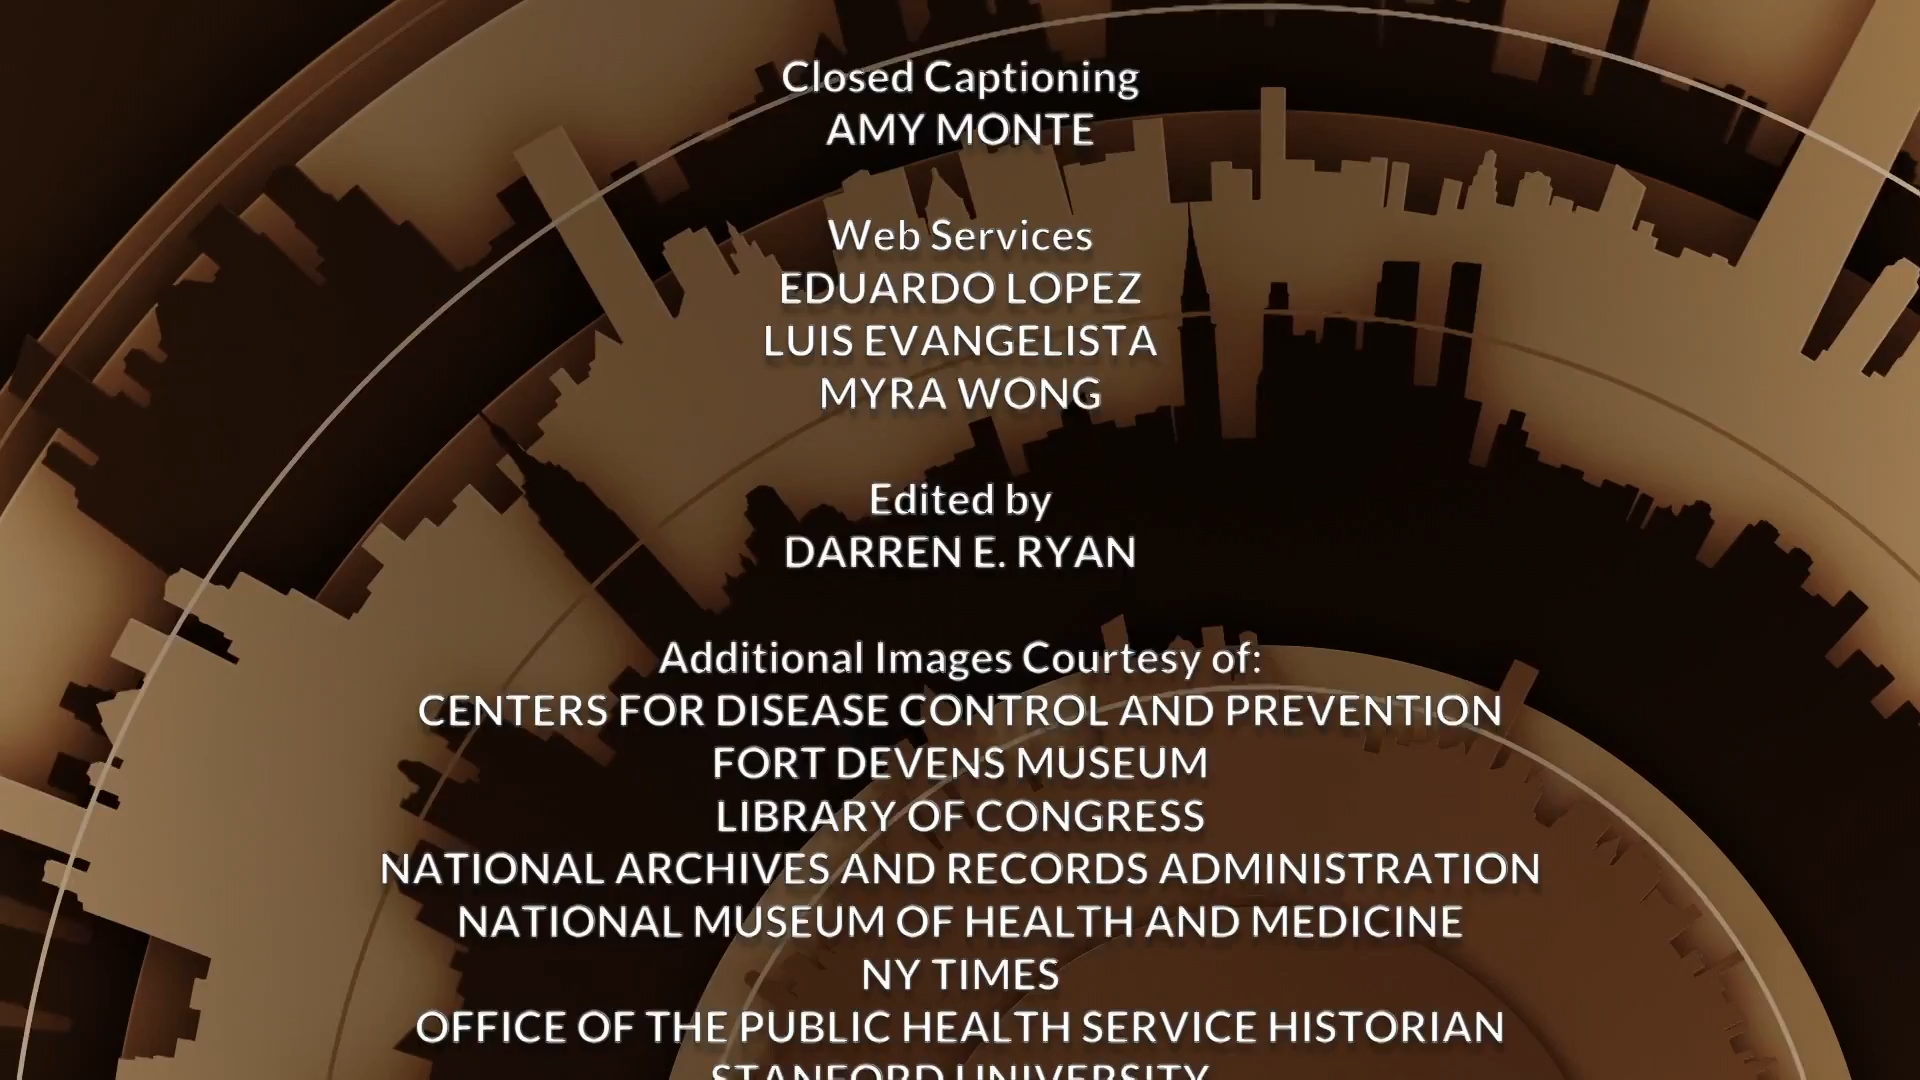 Closed Captioning
AMY MONTE
Web Services
EDUARDO LOPEZ
LUIS EVANGELISTA
MYRA WONG
Edited by
DARREN E. RYAN
Additional Images Courtesy of:
CENTERS FOR DISEASE CONTROL AND PREVENTION
FORT DEVENS MUSEUM
LIBRARY OF CONGRESS
NATIONAL ARCHIVES AND RECORDS ADMINISTRATION
NATIONAL MUSEUM OF HEALTH AND MEDICINE
NY TIMES
OFFICE OF THE PUBLIC HEALTH SERVICE HISTORIAN
STANFORD UNIVERSITY